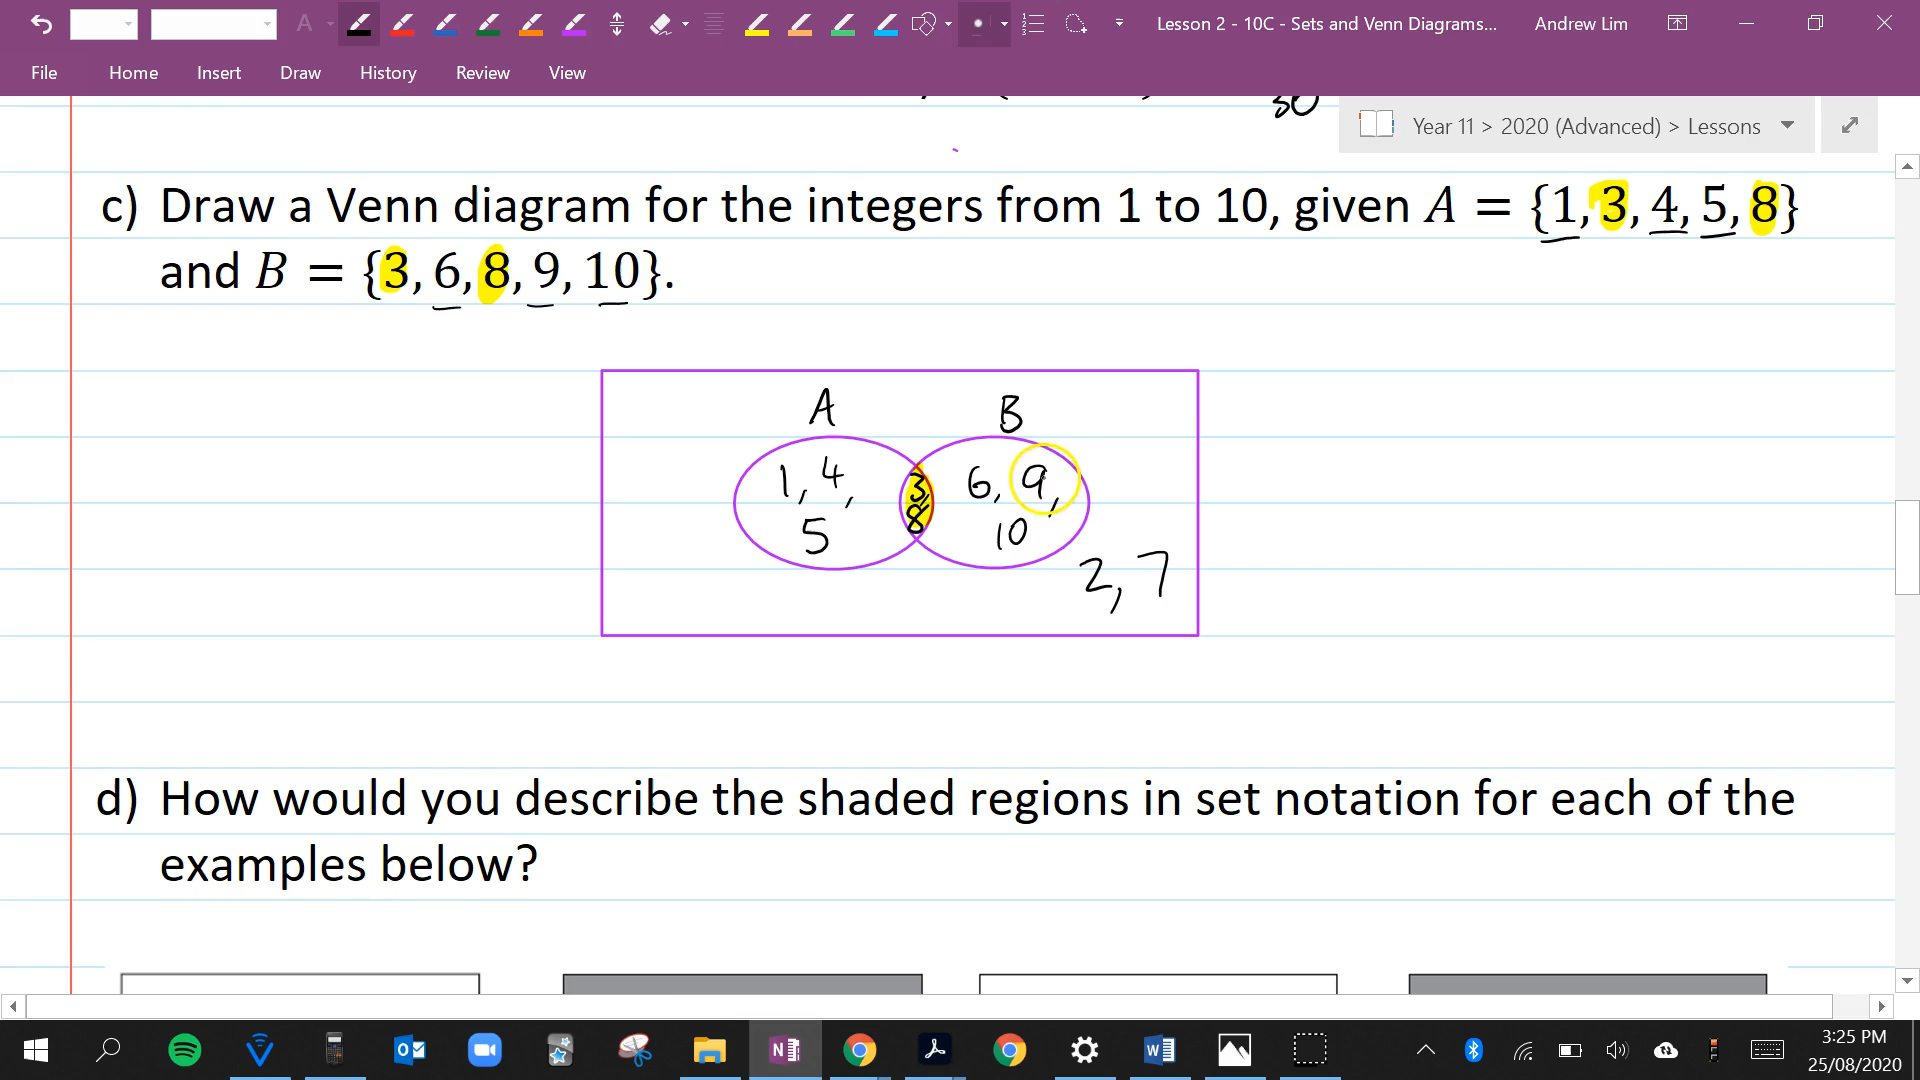 Lesson 2 - 10C - Sets and Venn Diagrams...
Andrew Lim
File Home Insert Draw History Review View
30
Year 11 > 2020 (Advanced) > Lessons
c) Draw a Venn diagram for the integers from 1 to 10, given A = {1, 3, 4, 5, 8}
and B = {3, 6, 8, 9, 10}.
A B
1, 4, 3, 6, 9,
5 8 10
2, 7
d) How would you describe the shaded regions in set notation for each of the
examples below?
3:25 PM
25/08/2020